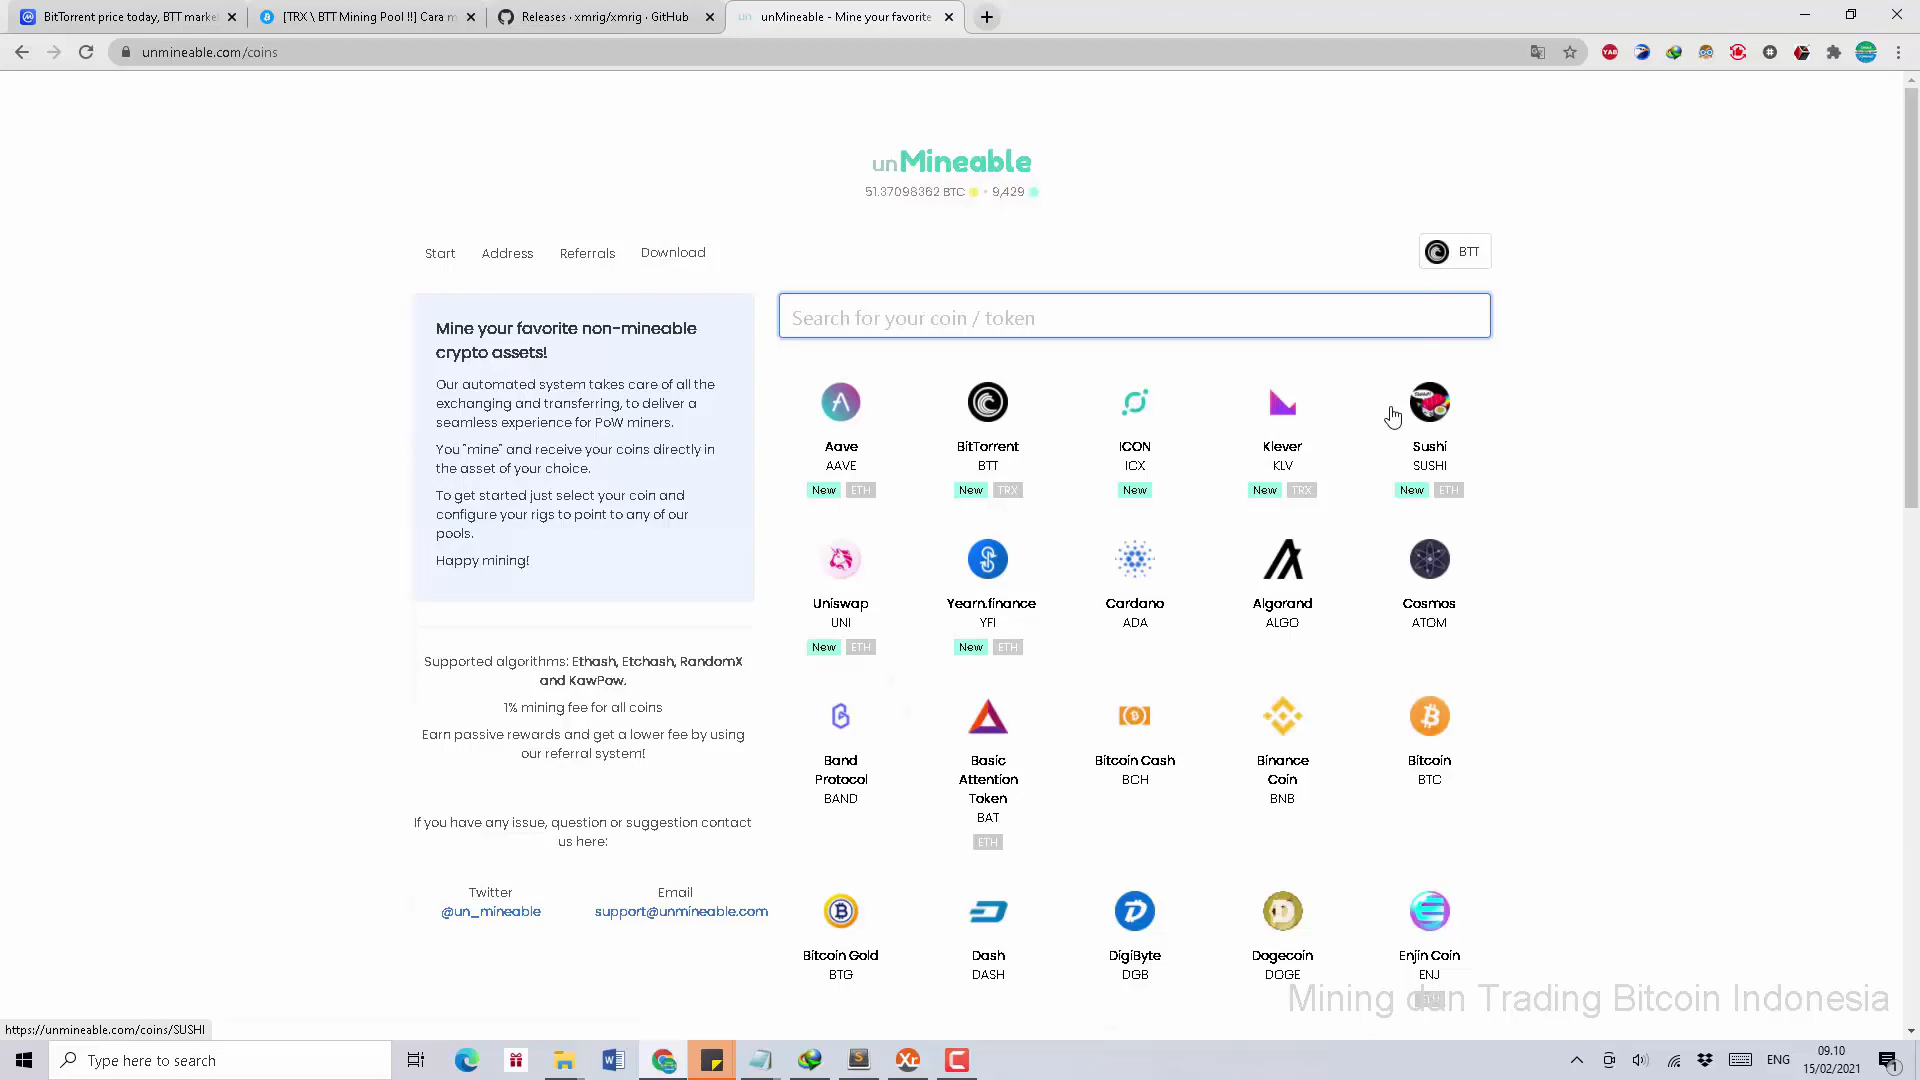 BitTorrent price today, BTT marke
[TRX \ BTT Mining Pool !!] Cara m
Releases · xmrig/xmrig · GitHub
unMineable - Mine your favorite
unmineable.com/coins
YAB
unMineable
51.37098362 BTC • 9,429
Start Address Referrals Download
BTT
Mine your favorite non-mineable
crypto assets!
Our automated system takes care of all the
exchanging and transferring, to deliver a
seamless experience for PoW miners.
You "mine" and receive your coins directly in
the asset of your choice.
To get started just select your coin and
configure your rigs to point to any of our
pools.
Happy mining!
Supported algorithms: Ethash, Etchash, RandomX
and KawPow.
1% mining fee for all coins
Earn passive rewards and get a lower fee by using
our referral system!
If you have any issue, question or suggestion contact
us here:
Twitter Email
@un_mineable support@unmineable.com
Search for your coin / token
Aave BitTorrent ICON Klever Sushi
AAVE BTT ICX KLV SUSHI
New ETH New TRX New New TRX New ETH
Uniswap Yearn.finance Cardano Algorand Cosmos
UNI YFI ADA ALGO ATOM
New ETH New ETH
Band Protocol
BAND
Basic Attention Token
BAT
ETH
Bitcoin Cash
BCH
Binance Coin
BNB
Bitcoin
BTC
Bitcoin Gold Dash DigiByte Dogecoin Enjin Coin
BTG DASH DGB DOGE ENJ
Mining dan Trading Bitcoin Indonesia
https://unmineable.com/coins/SUSHI
Type here to search
Xr
ENG
09.10
15/02/2021
1